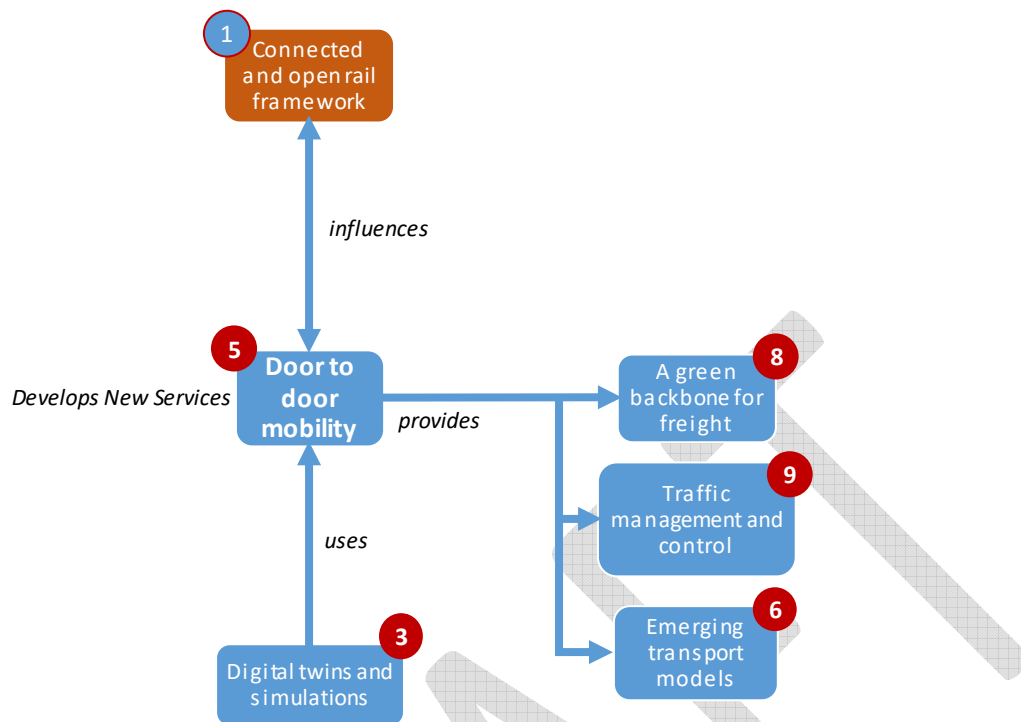 1
Connected
and open rail
framework
influences
5
Door to
door
mobility
Develops New Services
provides
8
A green
backbone for
freight
9
Traffic
management and
control
uses
6
Emerging
transport
models
3
Digital twins and
simulations